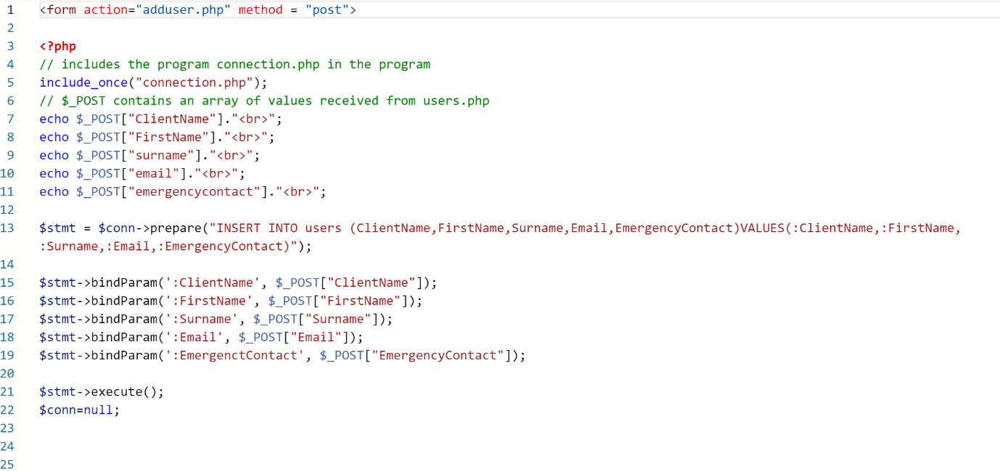 1 <form action="adduser.php" method = "post">
2
3 <?php
4 // includes the program connection.php in the program
5 include_once("connection.php");
6 // $_POST contains an array of values received from users.php
7 echo $_POST["ClientName"]."<br>";
8 echo $_POST["FirstName"]."<br>";
9 echo $_POST["surname"]."<br>";
10 echo $_POST["email"]."<br>";
11 echo $_POST["emergencycontact"]."<br>";
12
13 $stmt = $conn->prepare("INSERT INTO users (ClientName,FirstName,Surname,Email,EmergencyContact)VALUES(:ClientName,:FirstName,
:Surname,:Email,:EmergencyContact)");
14
15 $stmt->bindParam(':ClientName', $_POST["ClientName"]);
16 $stmt->bindParam(':FirstName', $_POST["FirstName"]);
17 $stmt->bindParam(':Surname', $_POST["Surname"]);
18 $stmt->bindParam(':Email', $_POST["Email"]);
19 $stmt->bindParam(':EmergenctContact', $_POST["EmergencyContact"]);
20
21 $stmt->execute();
22 $conn=null;
23
24
25